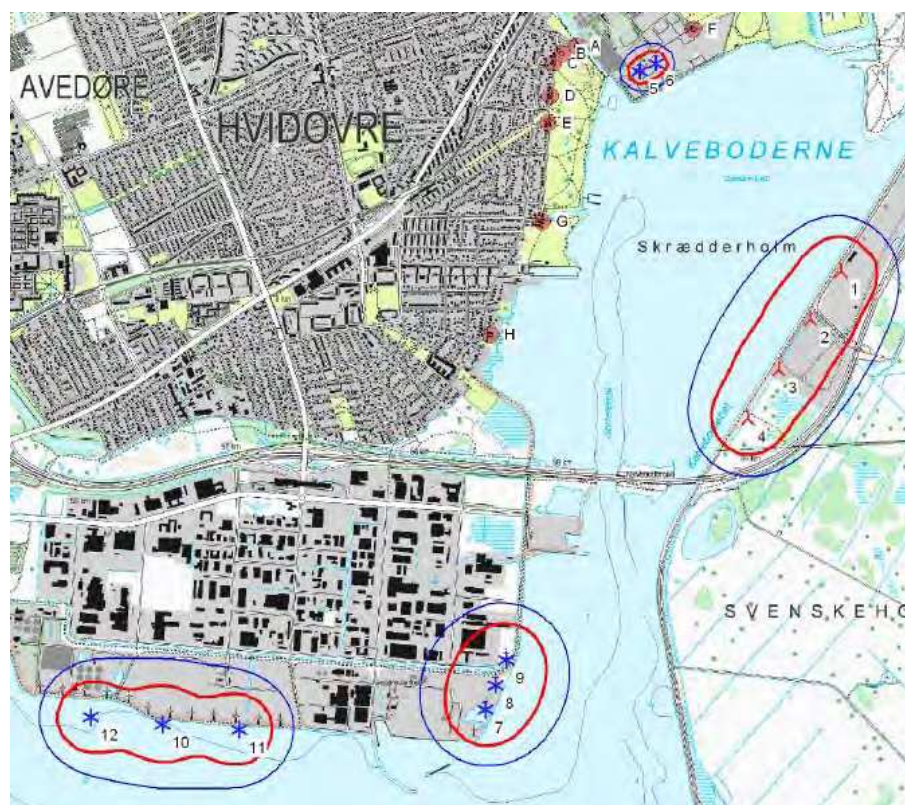 F
A
B
C
6
5
AVEDØRE
D
HVIDOVRE
E
KALVEBODERNE
G
Skrædderholm
1
H
2
3
4
SVENSKEHO
9
8
7
12
10
11